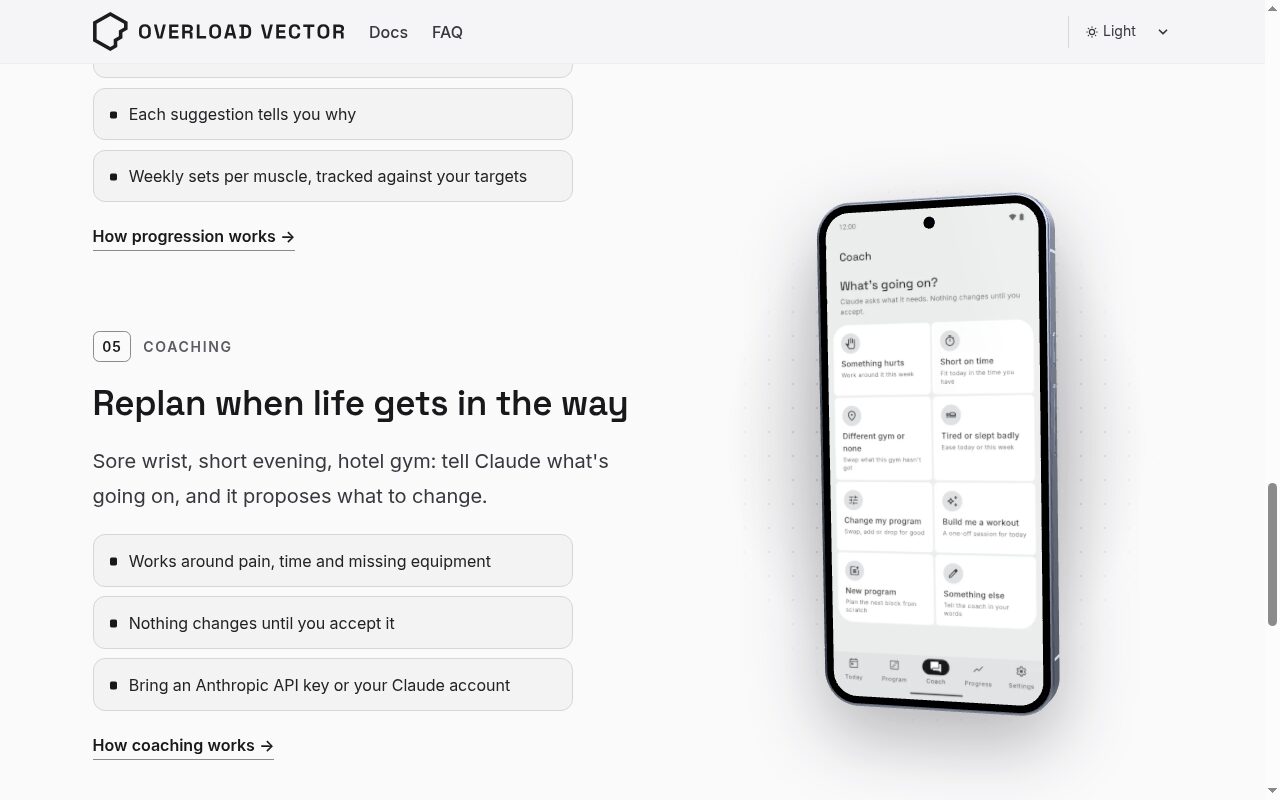 OVERLOAD VECTOR
Docs
FAQ
Light
Each suggestion tells you why
Weekly sets per muscle, tracked against your targets
How progression works →
05
COACHING
Replan when life gets in the way
Sore wrist, short evening, hotel gym: tell Claude what's
going on, and it proposes what to change.
Works around pain, time and missing equipment
Nothing changes until you accept it
Bring an Anthropic API key or your Claude account
How coaching works →
12:00
Coach
What's going on?
Claude asks what it needs. Nothing changes until you
accept.
Something hurts
Work around it this week
Short on time
Fit today in the time you
have
Different gym or
none
Swap what this gym hasn't
got
Tired or slept badly
Ease today or this week
Change my program
Swap, add or drop for good
Build me a workout
A one-off session for today
New program
Plan the next block from
scratch
Something else
Tell the coach in your
words
Today
Program
Coach
Progress
Settings